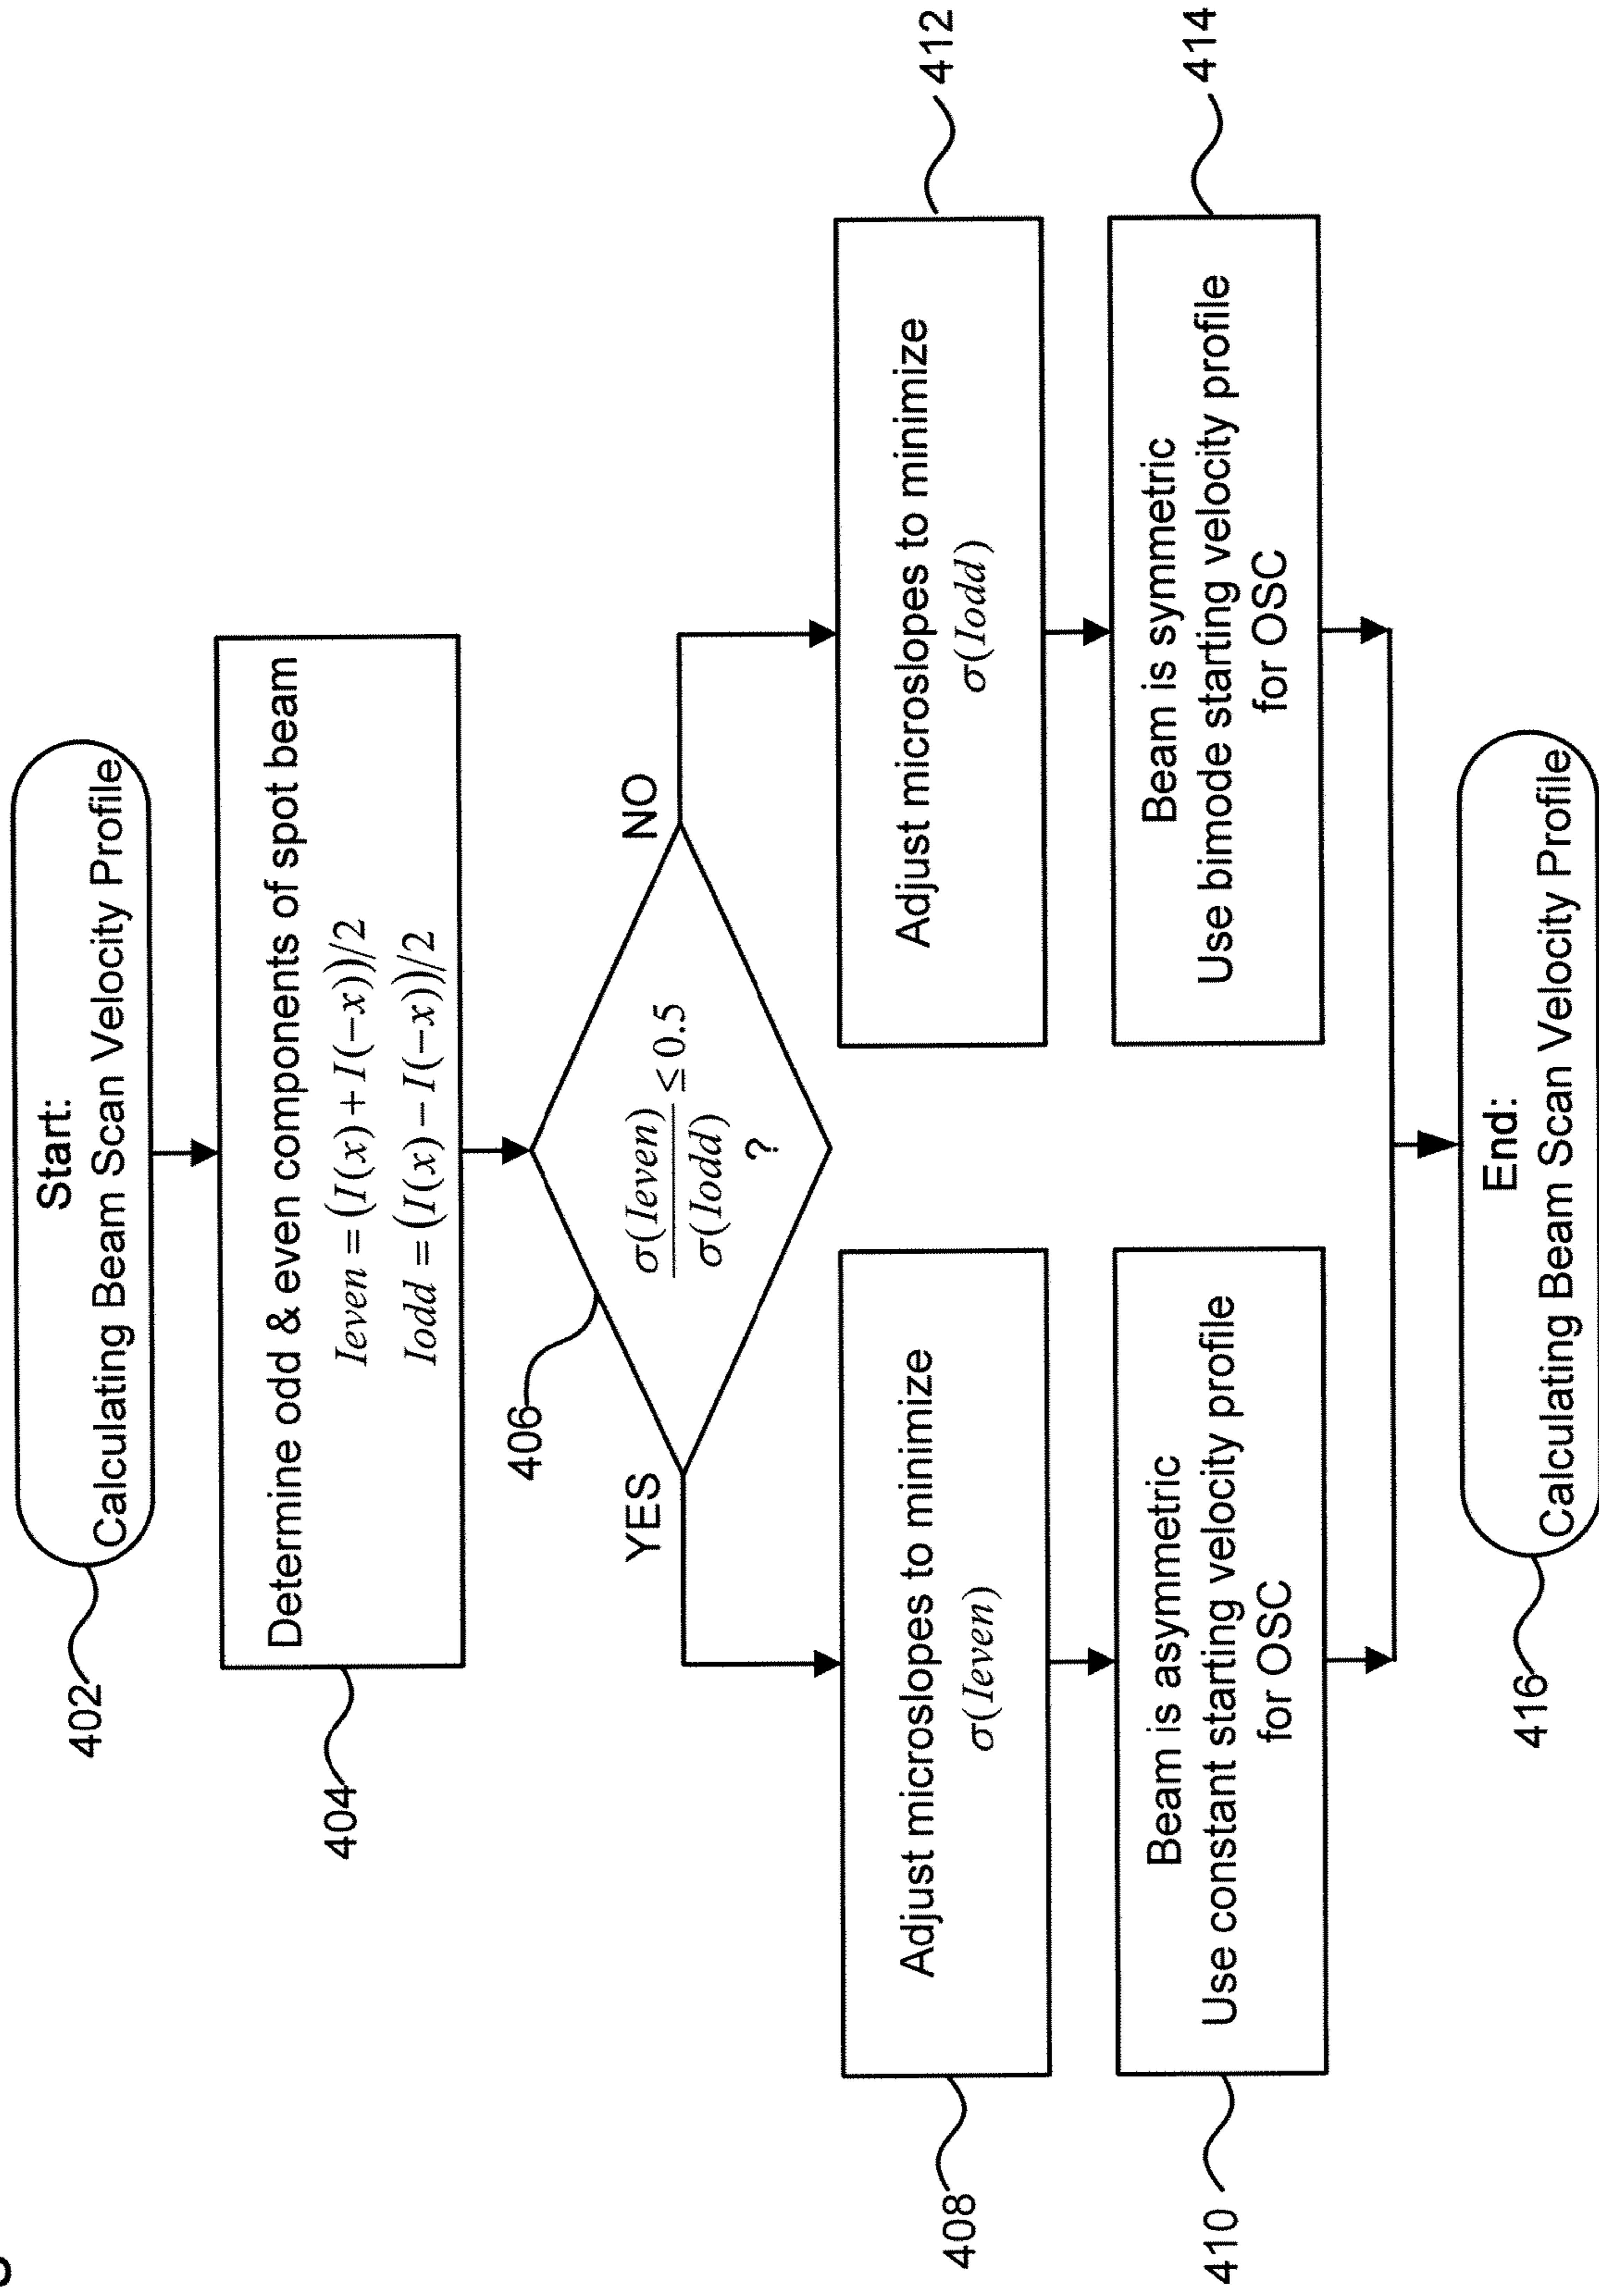 Start:
Calculating Beam Scan Velocity Profile
402
Determine odd & even components of spot beam
Ieven = (I(x) + I(−x))/2
Iodd = (I(x) − I(−x))/2
404
406
σ(Ieven)
σ(Iodd)
≤ 0.5
?
YES
NO
Adjust microslopes to minimize
σ(Ieven)
408
Adjust microslopes to minimize
σ(Iodd)
412
Beam is asymetric
Use constant starting velocity profile
for OSC
410
Beam is symetric
Use bimode starting velocity profile
for OSC
414
End:
Calculating Beam Scan Velocity Profile
416